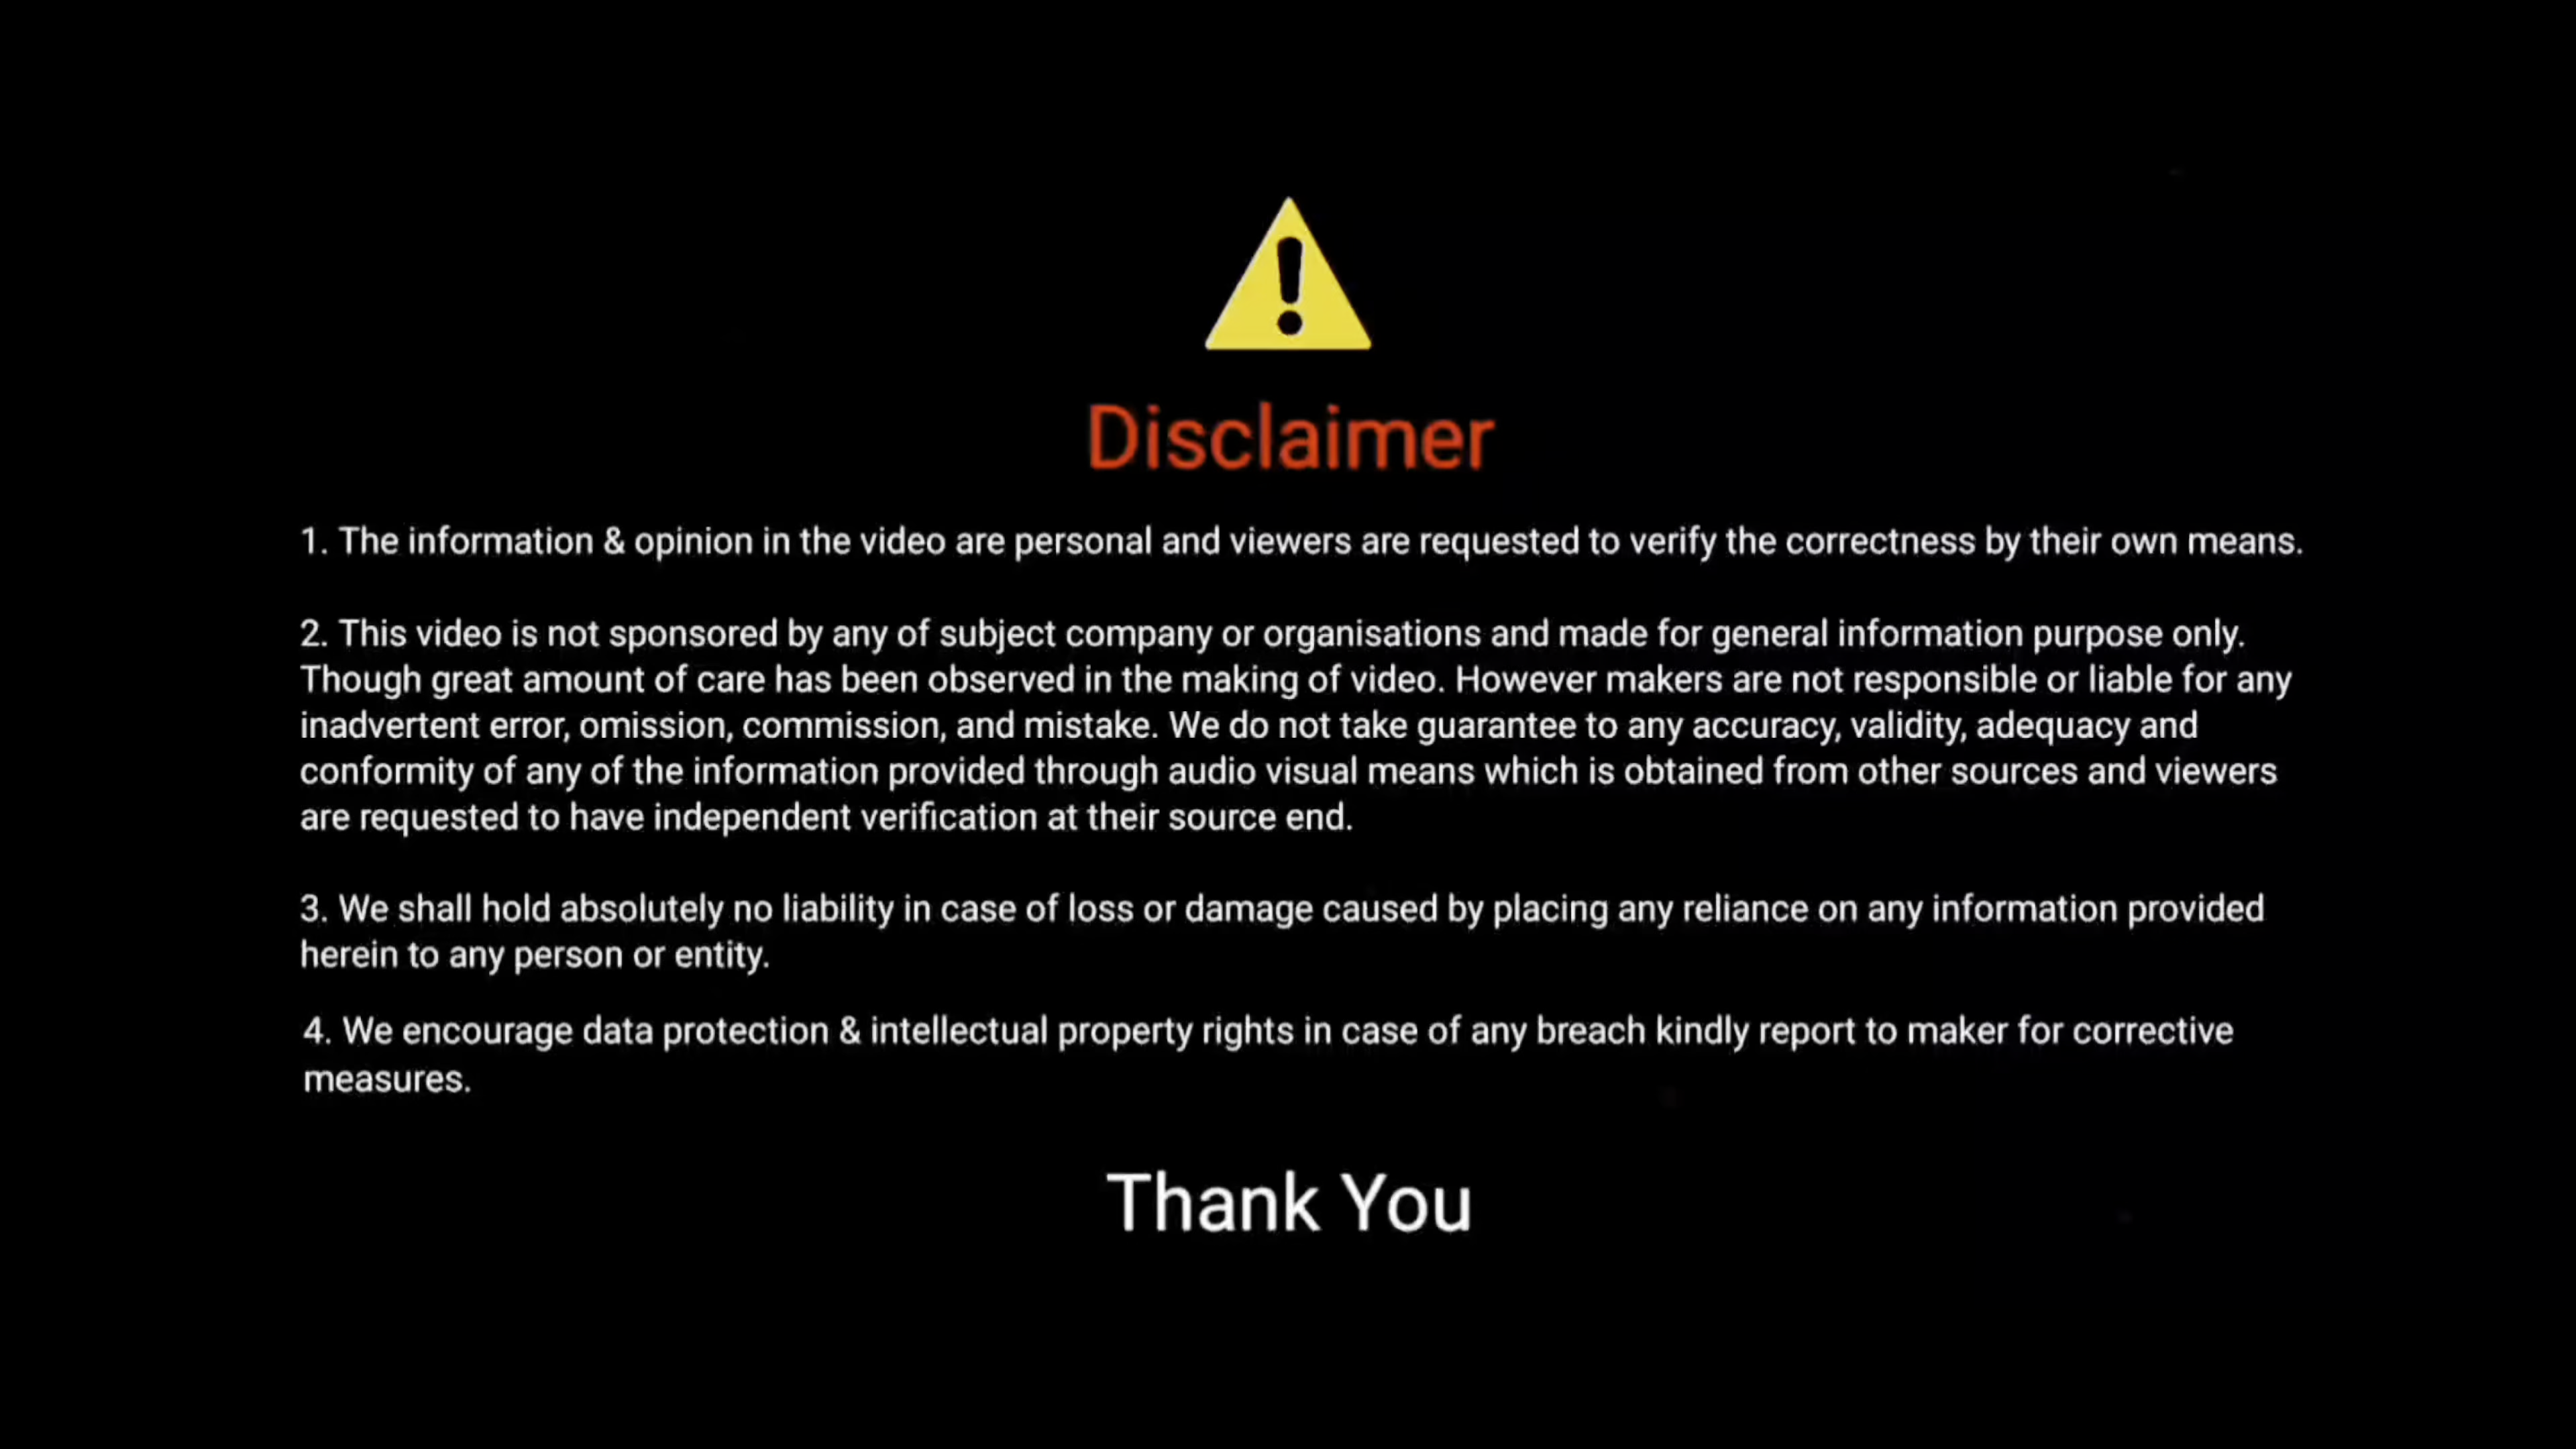 Disclaimer
1. The information & opinion in the video are personal and viewers are requested to verify the correctness by their own means.
2. This video is not sponsored by any of subject company or organisations and made for general information purpose only.
Though great amount of care has been observed in the making of video. However makers are not responsible or liable for any
inadvertent error, omission, commission, and mistake. We do not take guarantee to any accuracy, validity, adequacy and
conformity of any of the information provided through audio visual means which is obtained from other sources and viewers
are requested to have independent verification at their source end.
3. We shall hold absolutely no liability in case of loss or damage caused by placing any reliance on any information provided
herein to any person or entity.
4. We encourage data protection & intellectual property rights in case of any breach kindly report to maker for corrective
measures.
Thank You